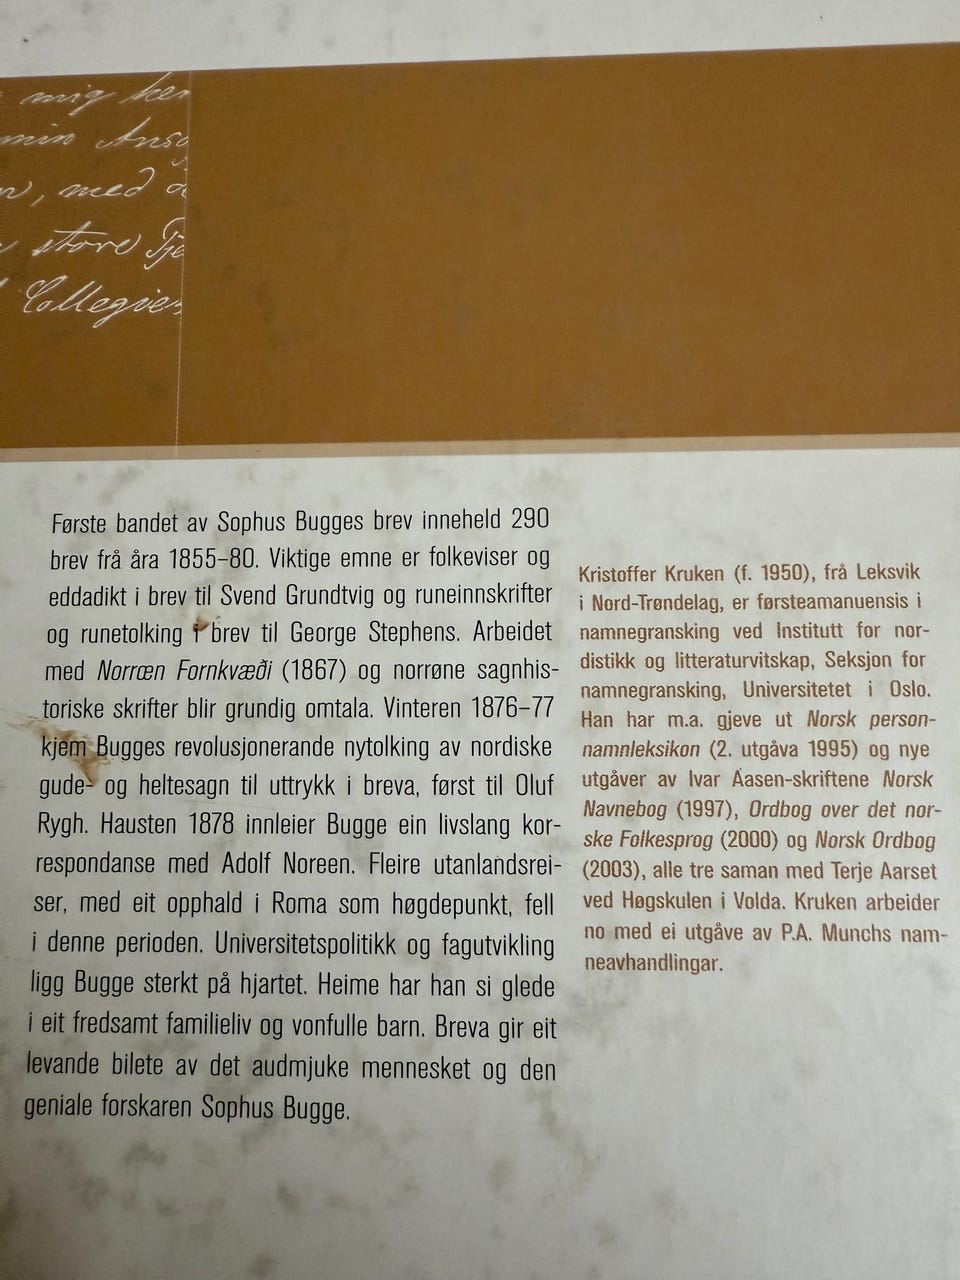 mig
min
med
store
Første bandet av Sophus Bugges brev inneheld 290
brev frå åra 1855–80. Viktige emne er folkeviser og
eddadikt i brev til Svend Grundtvig og runeinnskrifter
og runetolking i brev til George Stephens. Arbeidet
med Norrœn Fornkvæði (1867) og norrøne sagnhis-
toriske skrifter blir grundig omtala. Vinteren 1876–77
kjem Bugges revolusjonerande nytolking av nordiske
gude- og heltesagn til uttrykk i breva, først til Oluf
Rygh. Hausten 1878 innleier Bugge ein livslang kor-
respondanse med Adolf Noreen. Fleire utanlandsrei-
ser, med eit opphald i Roma som høgdepunkt, fell
i denne perioden. Universitetspolitikk og fagutvikling
ligg Bugge sterkt på hjartet. Heime har han si glede
i eit fredsamt familieliv og vonfulle barn. Breva gir eit
levande bilete av det audmjuke mennesket og den
geniale forskaren Sophus Bugge.
Kristoffer Kruken (f. 1950), frå Leksvik
i Nord-Trøndelag, er førsteamanuensis i
namnegransking ved Institutt for nor-
distikk og litteraturvitskap, Seksjon for
namnegransking, Universitetet i Oslo.
Han har m.a. gjeve ut Norsk person-
namnleksikon (2. utgåva 1995) og nye
utgåver av Ivar Aasen-skriftene Norsk
Navnebog (1997), Ordbog over det nor-
ske Folkesprog (2000) og Norsk Ordbog
(2003), alle tre saman med Terje Aarset
ved Høgskulen i Volda. Kruken arbeider
no med ei utgåve av P.A. Munchs nam-
neavhandlingar.